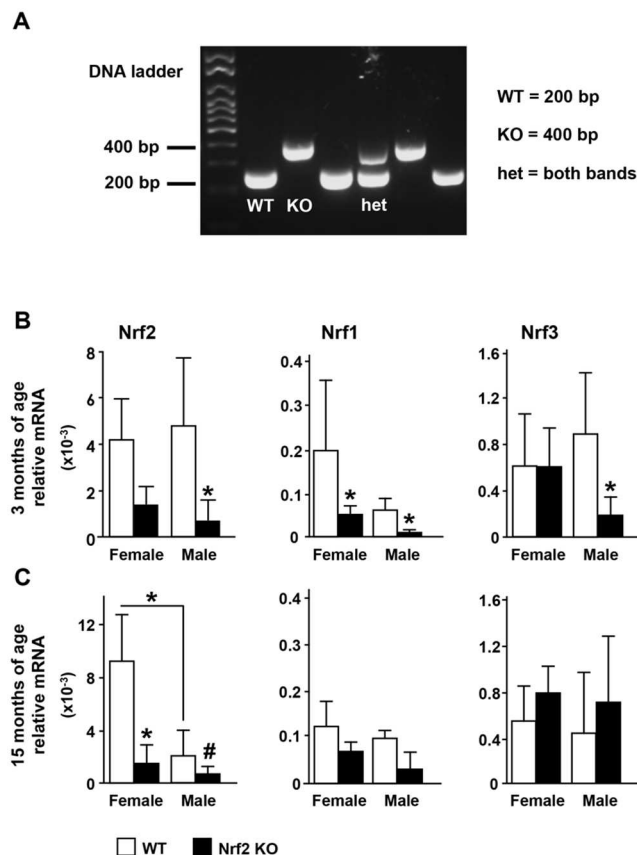 A
DNA ladder
400 bp
200 bp
WT KO het
WT = 200 bp
KO = 400 bp
het = both bands
B
Nrf2 Nrf1 Nrf3
3 months of age
relative mRNA
(x10⁻³)
8
6
4
2
0
*
Female Male
0.4
0.3
0.2
0.1
0
* *
Female Male
1.6
1.2
0.8
0.4
0
*
Female Male
C
15 months of age
relative mRNA
(x10⁻³)
12
8
4
0
*
* #
Female Male
0.4
0.3
0.2
0.1
0
Female Male
1.6
1.2
0.8
0.4
0
Female Male
WT Nrf2 KO